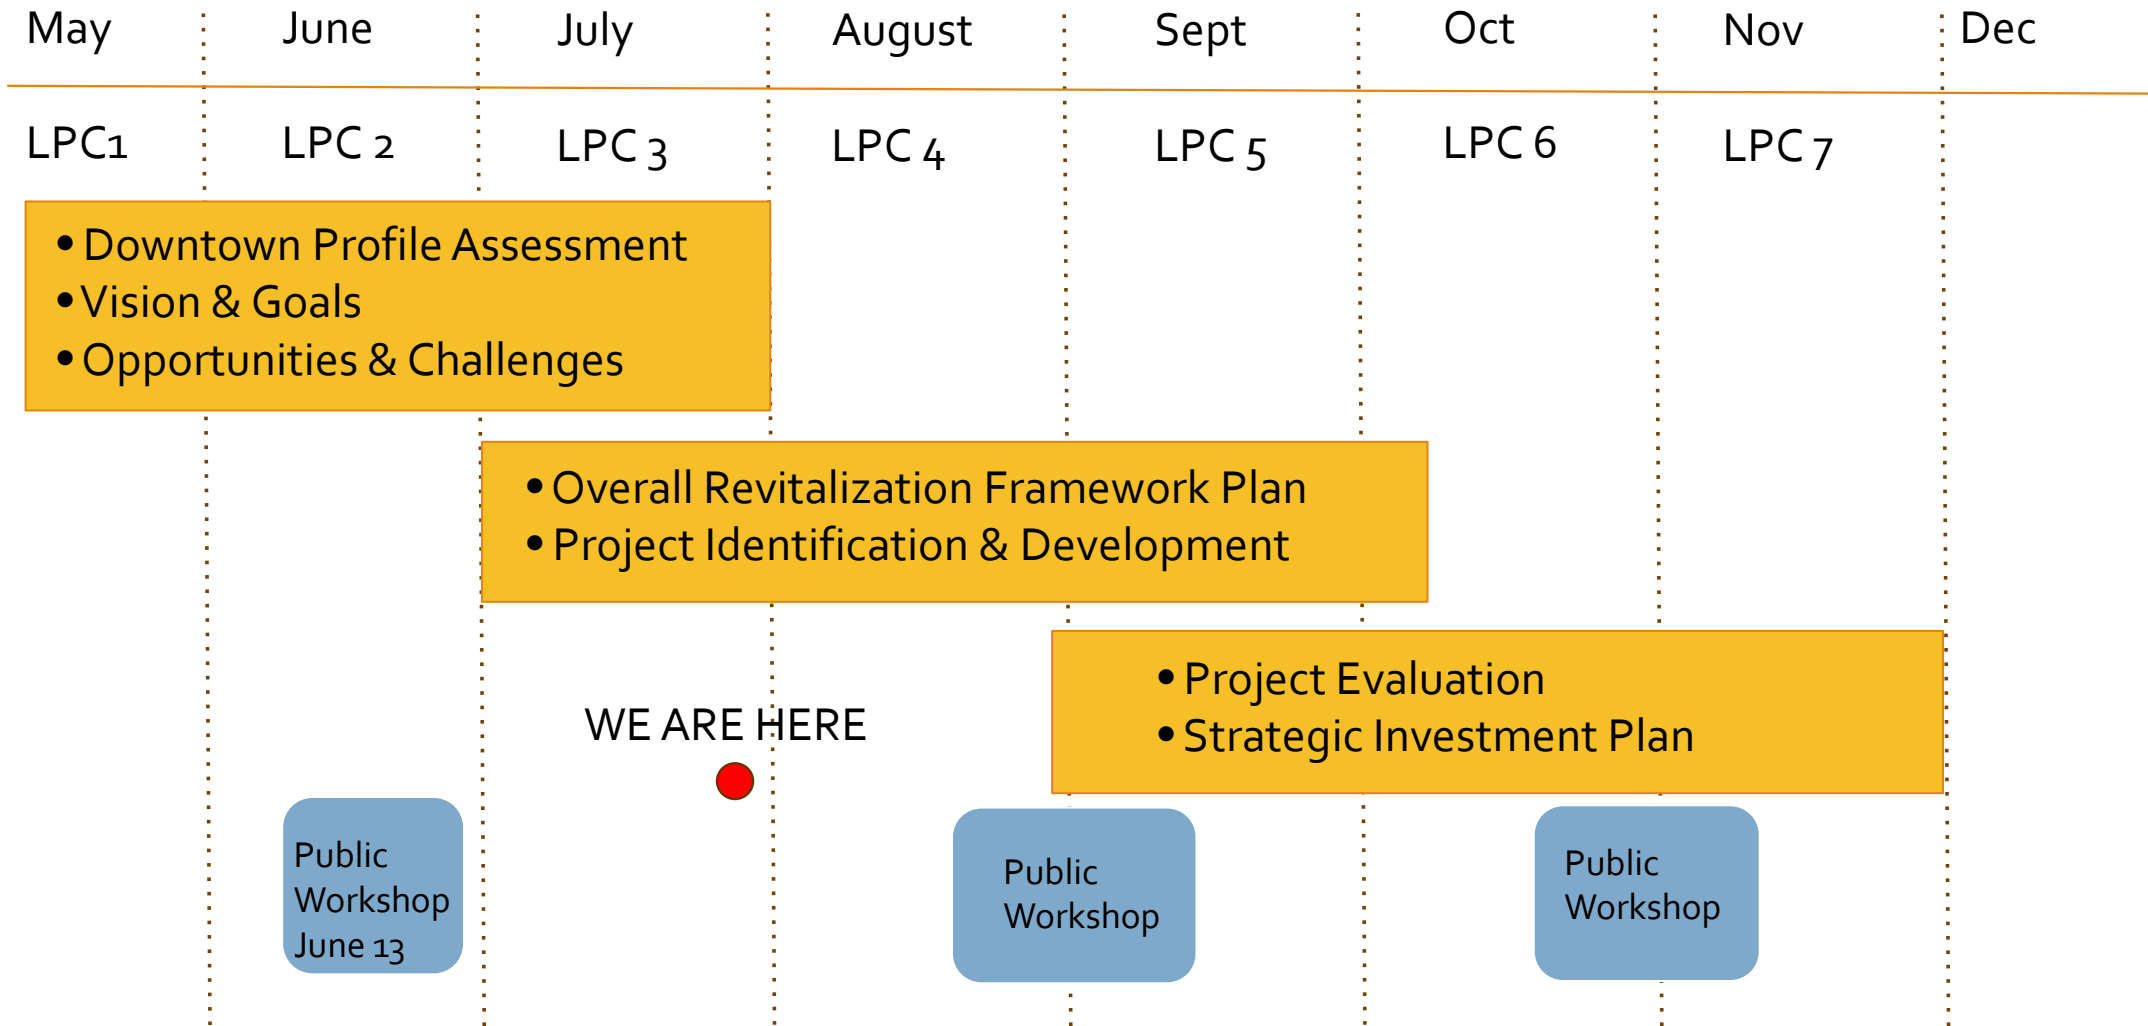 May June July August Sept Oct Nov Dec
LPC1 LPC 2 LPC 3 LPC 4 LPC 5 LPC 6 LPC 7
• Downtown Profile Assessment
• Vision & Goals
• Opportunities & Challenges
• Overall Revitalization Framework Plan
• Project Identification & Development
• Project Evaluation
• Strategic Investment Plan
WE ARE HERE
Public
Workshop
June 13
Public
Workshop
Public
Workshop